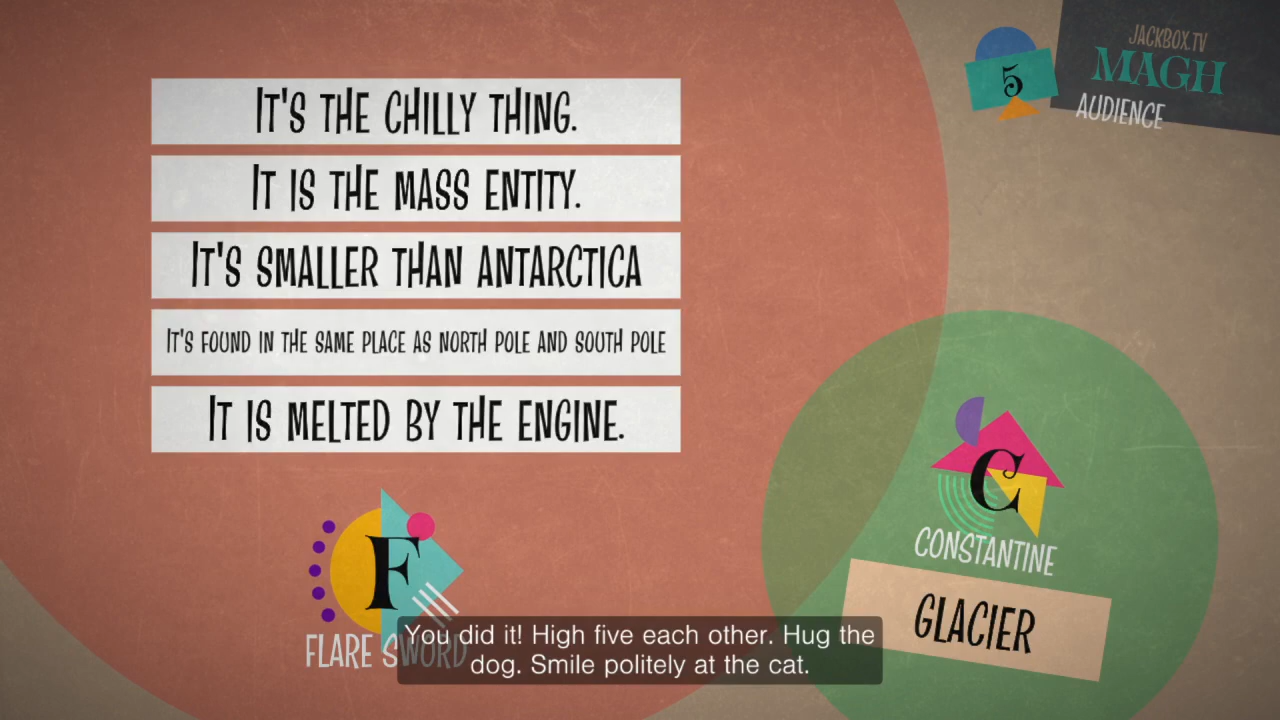 IT'S THE CHILLY THING.
IT IS THE MASS ENTITY.
IT'S SMALLER THAN ANTARCTICA
IT'S FOUND IN THE SAME PLACE AS NORTH POLE AND SOUTH POLE
IT IS MELTED BY THE ENGINE.
JACKBOX.TV
MAGH
5
AUDIENCE
C
CONSTANTINE
GLACIER
F
FLARE SWORD
You did it! High five each other. Hug the
dog. Smile politely at the cat.